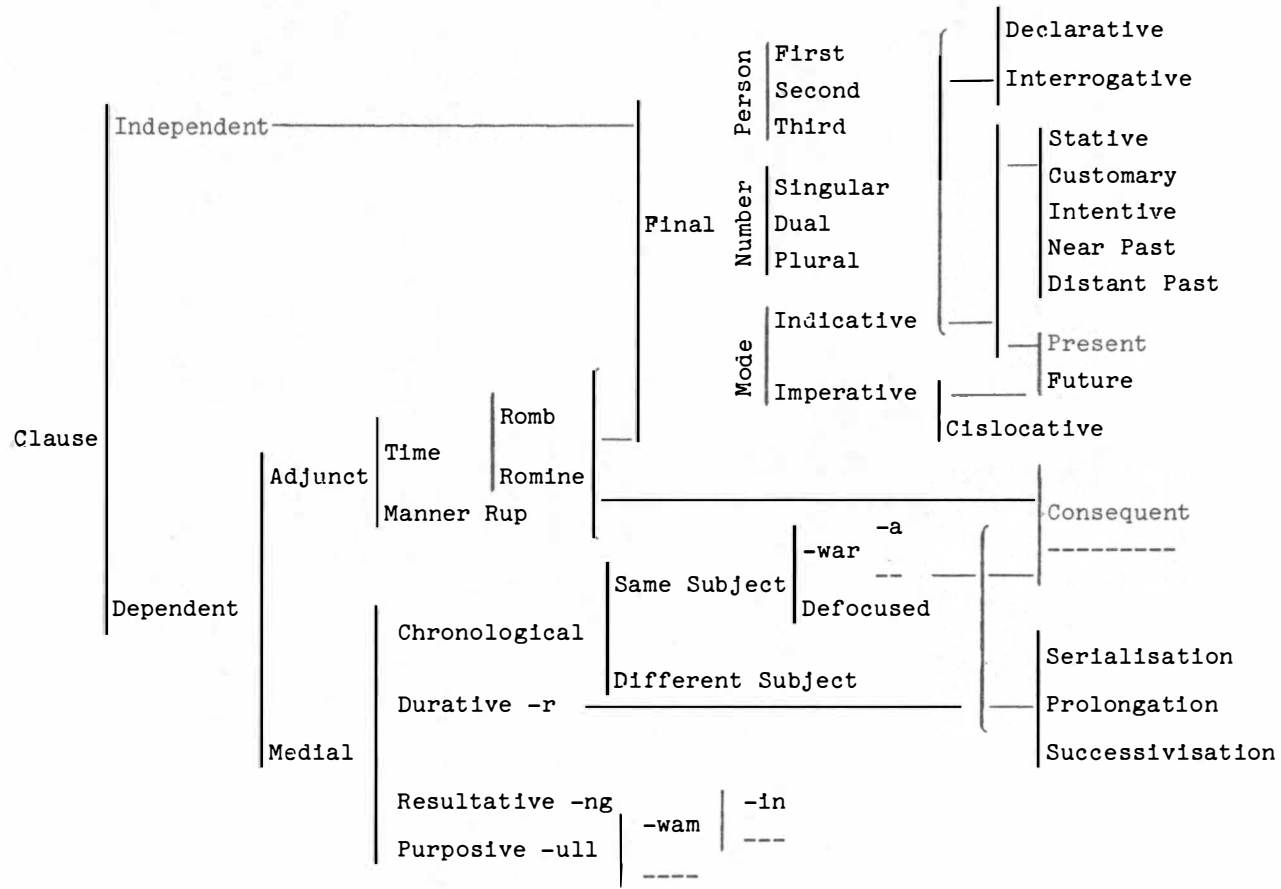 Declarative
Interrogative
Person
First
Second
Third
Independent
Stative
Customary
Intentive
Near Past
Distant Past
Final
Number
Singular
Dual
Plural
Mode
Indicative
Imperative
Present
Future
Cislocative
Clause
Adjunct
Time
Romb
Romine
Manner Rup
Consequent
---------
-war
-a
--
Same Subject
Defocused
Dependent
Chronological
Different Subject
Serialisation
Durative -r
Prolongation
Medial
Successivisation
Resultative -ng
-wam
-in
---
Purposive -ull
----